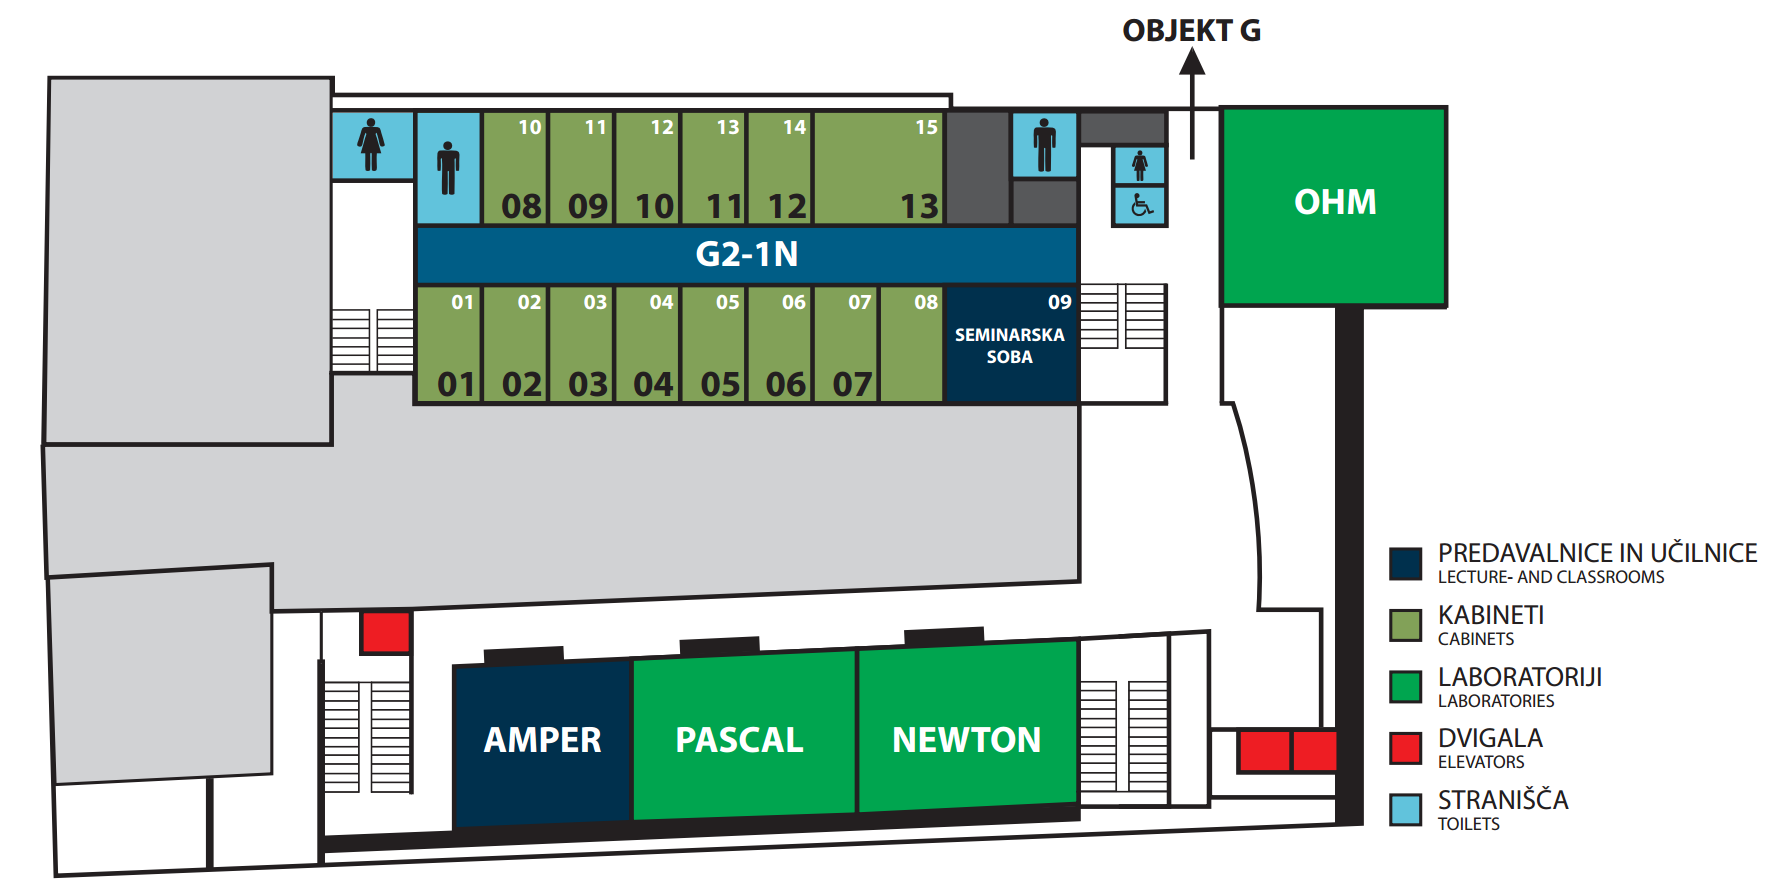 OBJEKT G
10 11 12 13 14 15
08 09 10 11 12 13
OHM
G2-1N
01 02 03 04 05 06 07 08 09
SEMINARSKA
SOBA
01 02 03 04 05 06 07
PREDAVALNICE IN UČILNICE
LECTURE- AND CLASSROOMS
KABINETI
CABINETS
LABORATORIJI
LABORATORIES
DVIGALA
ELEVATORS
STRANIŠČA
TOILETS
AMPER PASCAL NEWTON